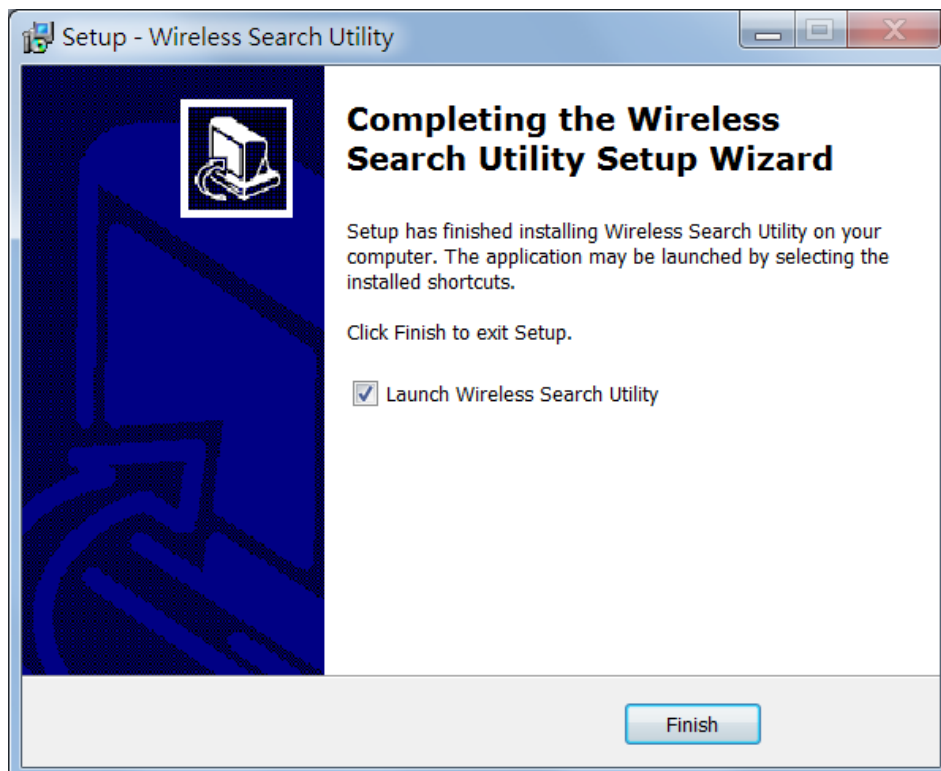 Setup - Wireless Search Utility
Completing the Wireless
Search Utility Setup Wizard
Setup has finished installing Wireless Search Utility on your
computer. The application may be launched by selecting the
installed shortcuts.
Click Finish to exit Setup.
Launch Wireless Search Utility
Finish